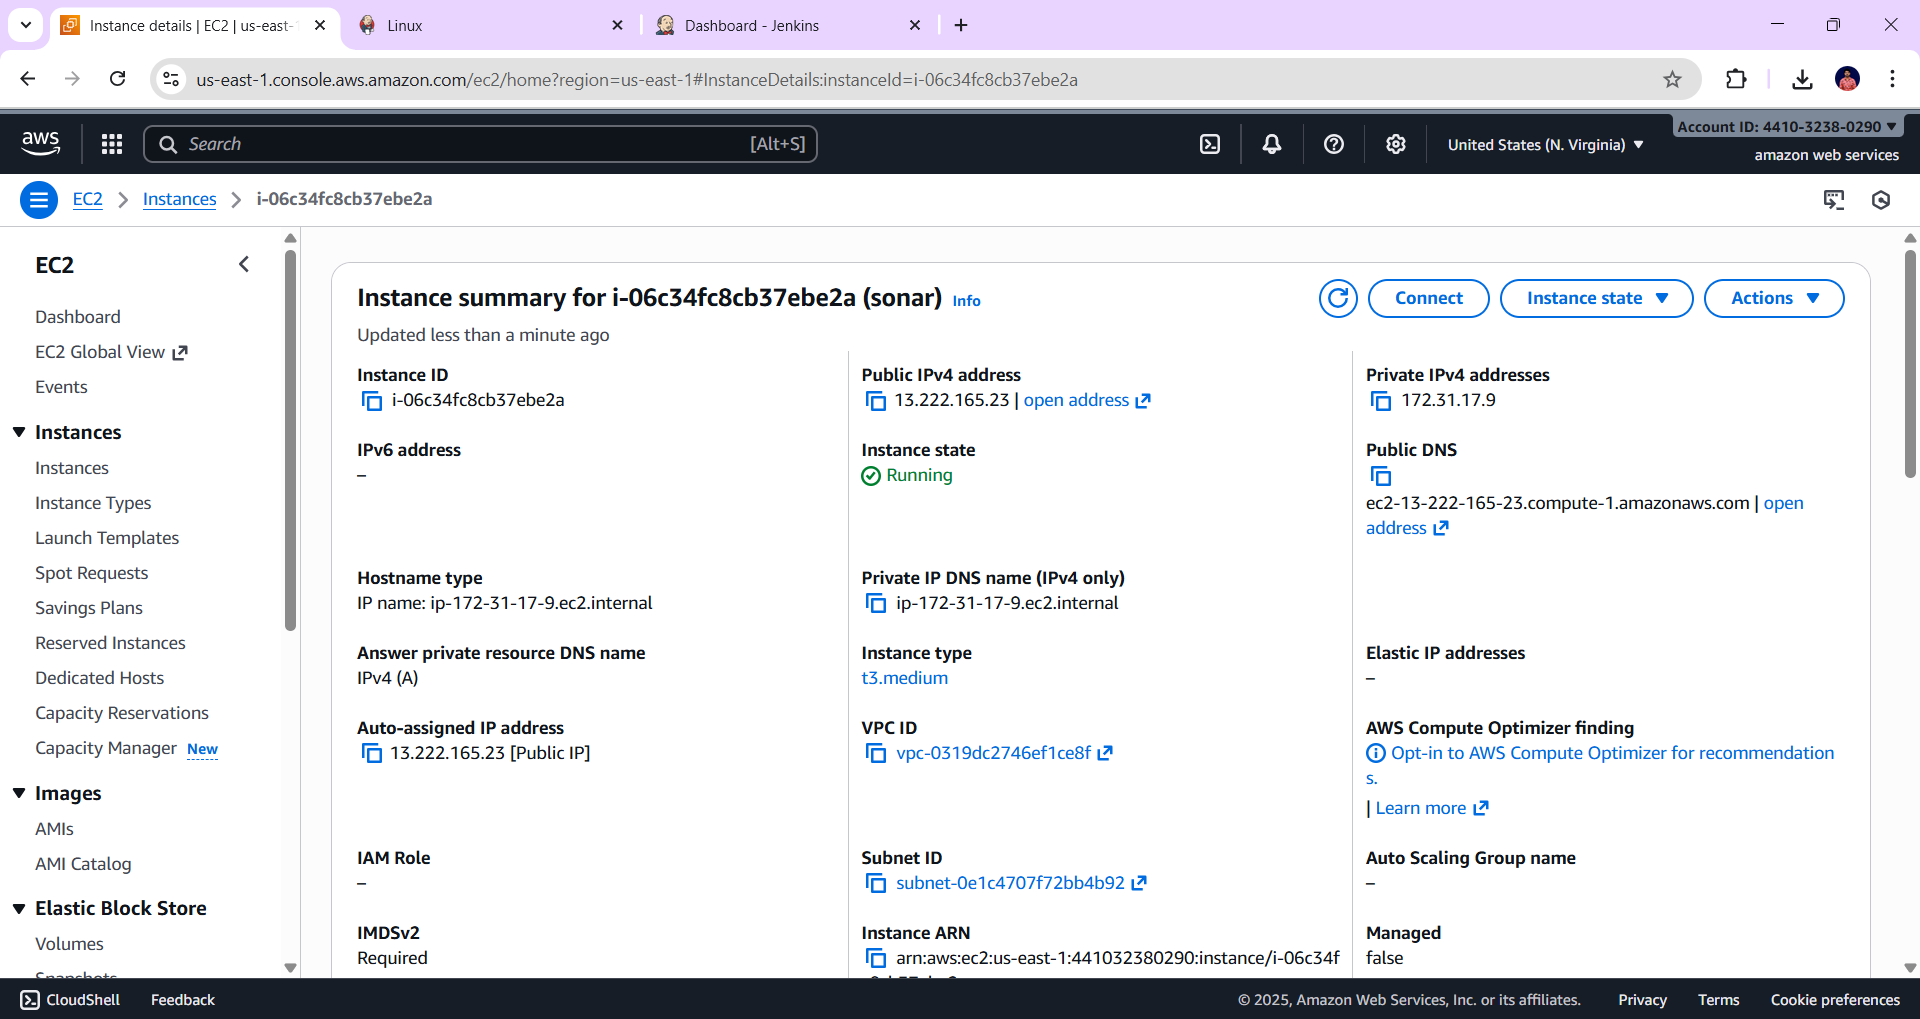 Instance details | EC2 | us-east-
Linux
Dashboard - Jenkins
us-east-1.console.aws.amazon.com/ec2/home?region=us-east-1#InstanceDetails:instanceId=i-06c34fc8cb37ebe2a
aws
Search
[Alt+S]
United States (N. Virginia)
Account ID: 4410-3238-0290
amazon web services
EC2
Instances
i-06c34fc8cb37ebe2a
EC2
Dashboard
EC2 Global View
Events
Instances
Instances
Instance Types
Launch Templates
Spot Requests
Savings Plans
Reserved Instances
Dedicated Hosts
Capacity Reservations
Capacity Manager New
Images
AMIs
AMI Catalog
Elastic Block Store
Volumes
Snapshots
Instance summary for i-06c34fc8cb37ebe2a (sonar) Info
Updated less than a minute ago
Connect
Instance state
Actions
Instance ID
i-06c34fc8cb37ebe2a
Public IPv4 address
13.222.165.23 | open address
Private IPv4 addresses
172.31.17.9
IPv6 address
–
Instance state
Running
Public DNS
ec2-13-222-165-23.compute-1.amazonaws.com | open
address
Hostname type
IP name: ip-172-31-17-9.ec2.internal
Private IP DNS name (IPv4 only)
ip-172-31-17-9.ec2.internal
Answer private resource DNS name
IPv4 (A)
Instance type
t3.medium
Elastic IP addresses
–
Auto-assigned IP address
13.222.165.23 [Public IP]
VPC ID
vpc-0319dc2746ef1ce8f
AWS Compute Optimizer finding
Opt-in to AWS Compute Optimizer for recommendation
s.
| Learn more
IAM Role
–
Subnet ID
subnet-0e1c4707f72bb4b92
Auto Scaling Group name
–
IMDSv2
Required
Instance ARN
arn:aws:ec2:us-east-1:441032380290:instance/i-06c34f
Managed
false
CloudShell
Feedback
© 2025, Amazon Web Services, Inc. or its affiliates.
Privacy
Terms
Cookie preferences